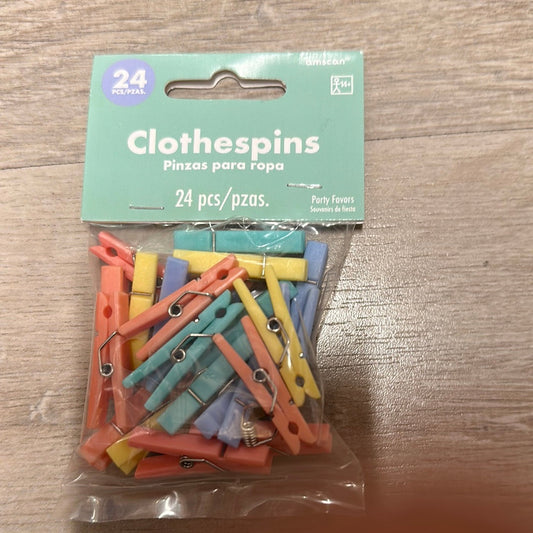 24
PCS/PZAS.
amscan®
Clothespins
Pinzas para ropa
24 pcs/pzas.
Party Favors
Souvenirs de fiesta